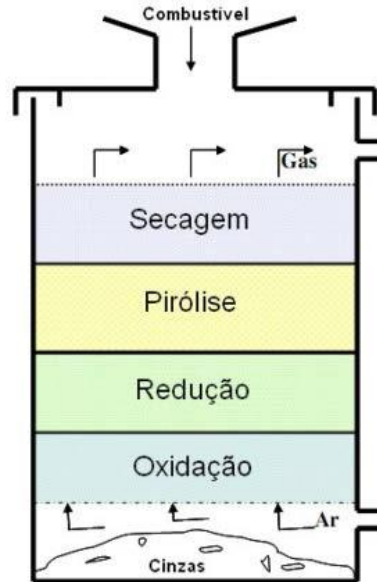 Combustível
Gas
Secagem
Pirólise
Redução
Oxidação
Ar
Cinzas